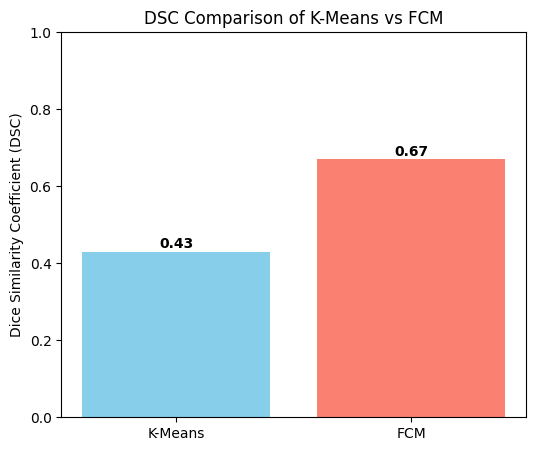 DSC Comparison of K-Means vs FCM
Dice Similarity Coefficient (DSC)
1.0
0.8
0.6
0.4
0.2
0.0
0.43
0.67
K-Means
FCM